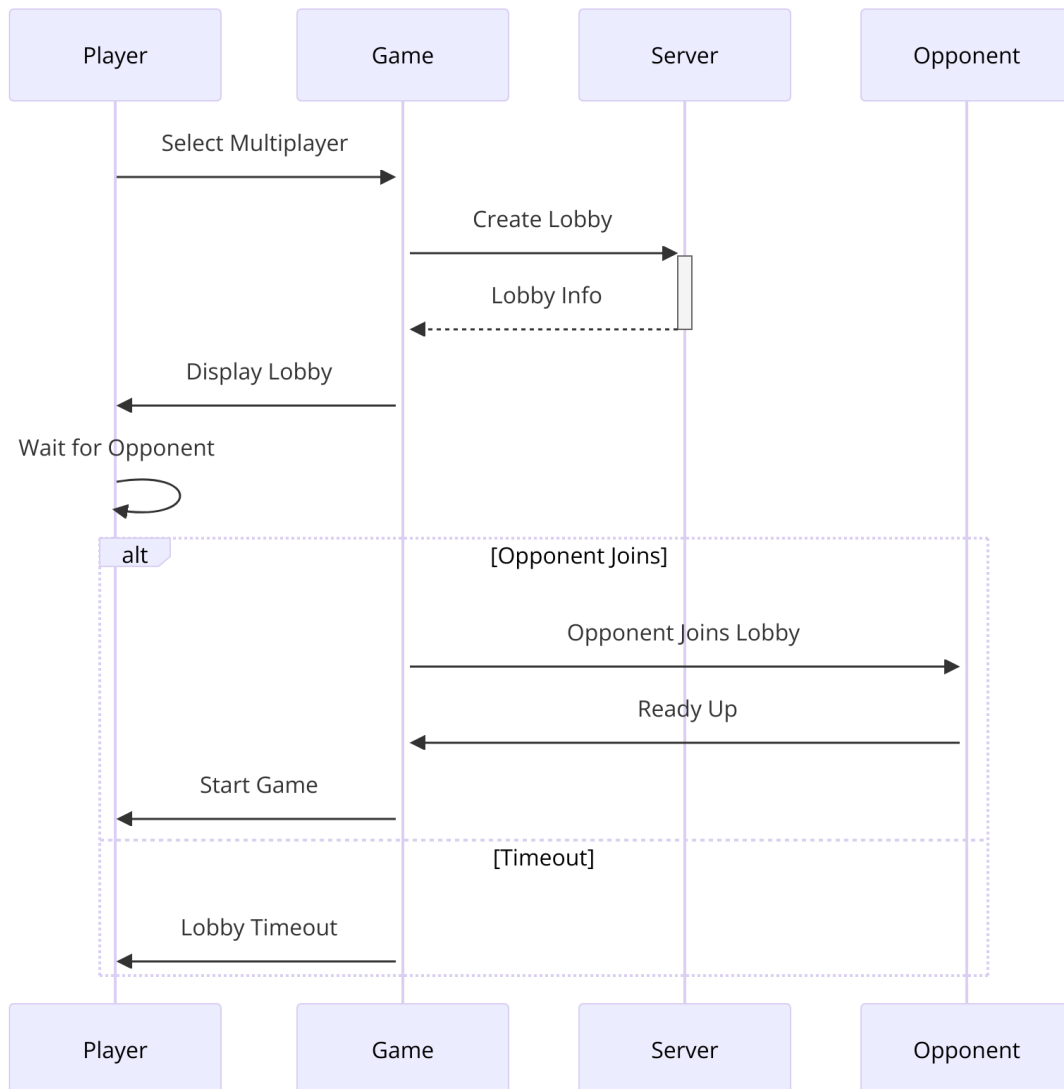 Player
Game
Server
Opponent
Select Multiplayer
Create Lobby
Lobby Info
Display Lobby
Wait for Opponent
alt
[Opponent Joins]
Opponent Joins Lobby
Ready Up
Start Game
[Timeout]
Lobby Timeout
Player
Game
Server
Opponent